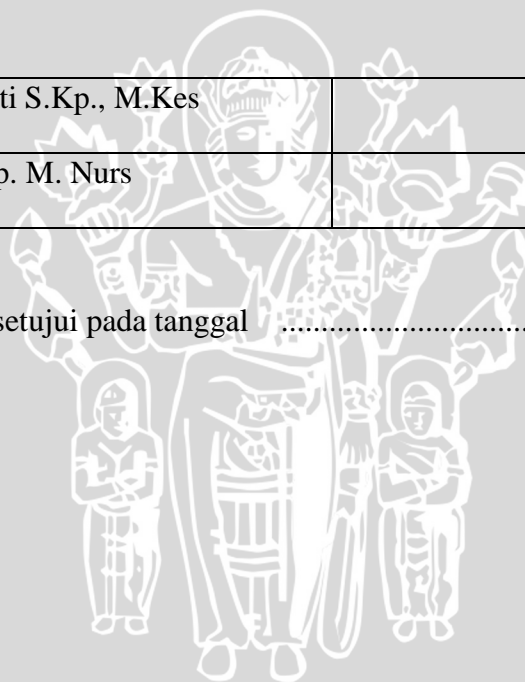 ti S.Kp., M.Kes
p. M. Nurs
setujui pada tanggal ............................